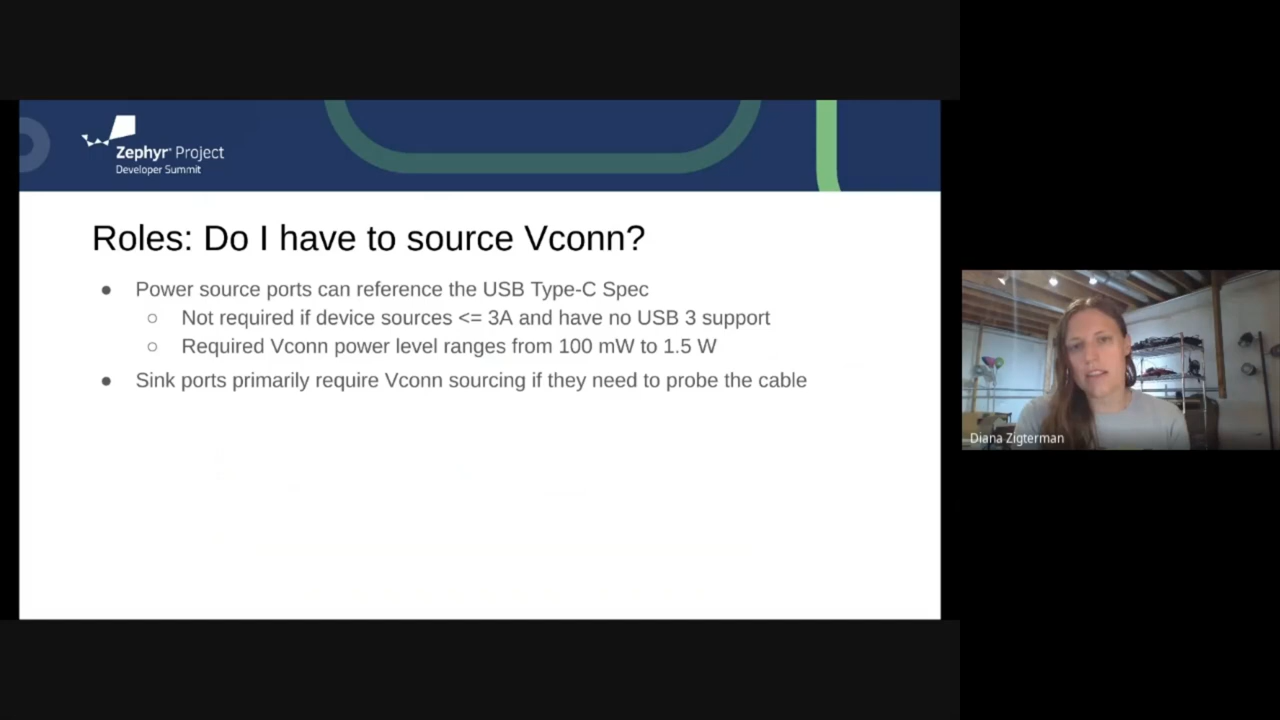 Zephyr® Project
Developer Summit
Roles: Do I have to source Vconn?
● Power source ports can reference the USB Type-C Spec
○ Not required if device sources <= 3A and have no USB 3 support
○ Required Vconn power level ranges from 100 mW to 1.5 W
● Sink ports primarily require Vconn sourcing if they need to probe the cable
Diana Zigterman